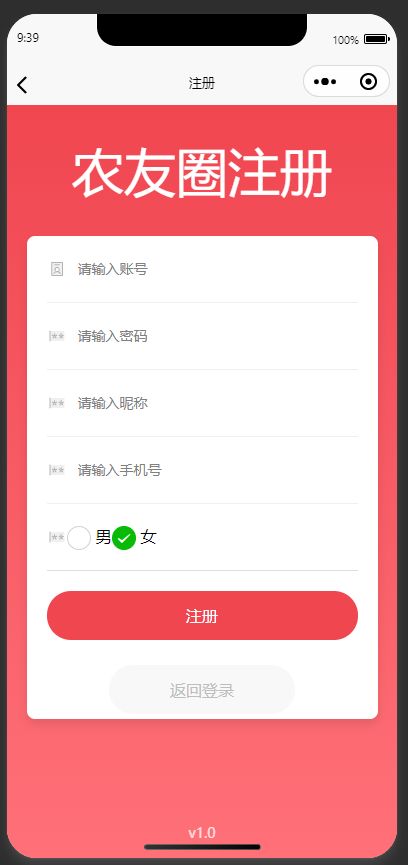 9:39
100%
注册
农友圈注册
请输入账号
请输入密码
请输入昵称
请输入手机号
男 女
注册
返回登录
v1.0